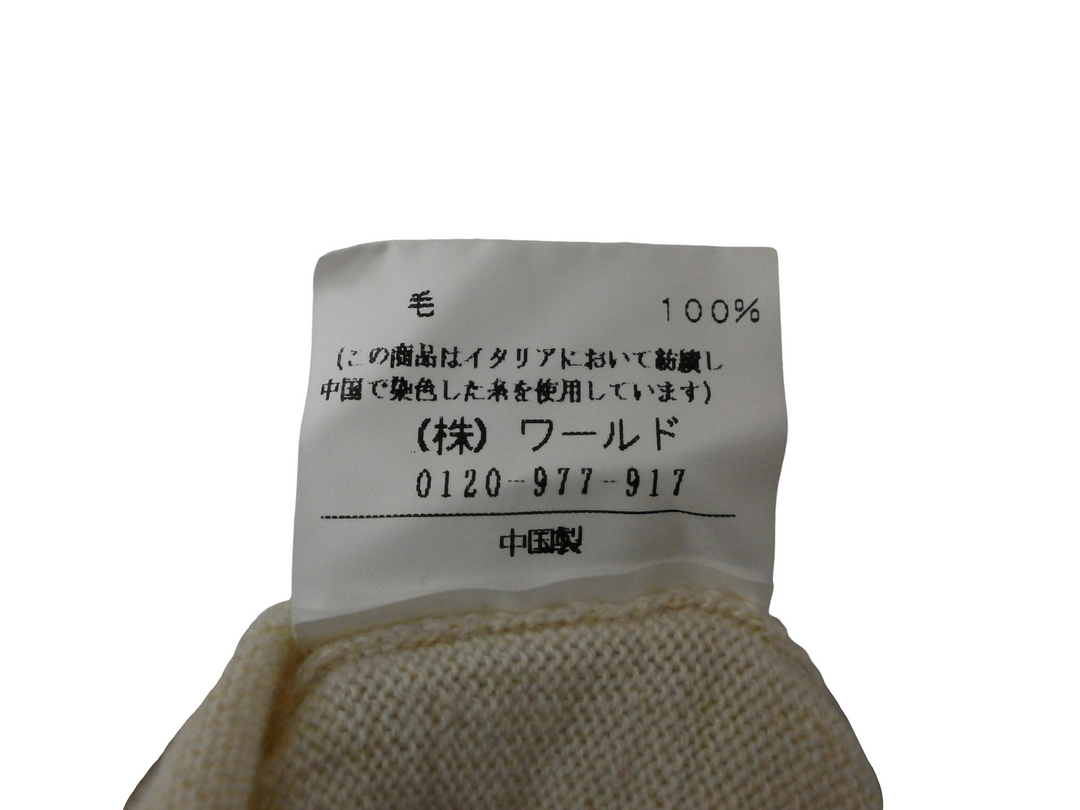 毛 100%
(この商品はイタリアにおいて紡績し
中国で染色した糸を使用しています)
(株) ワールド
0120-977-917
中国製